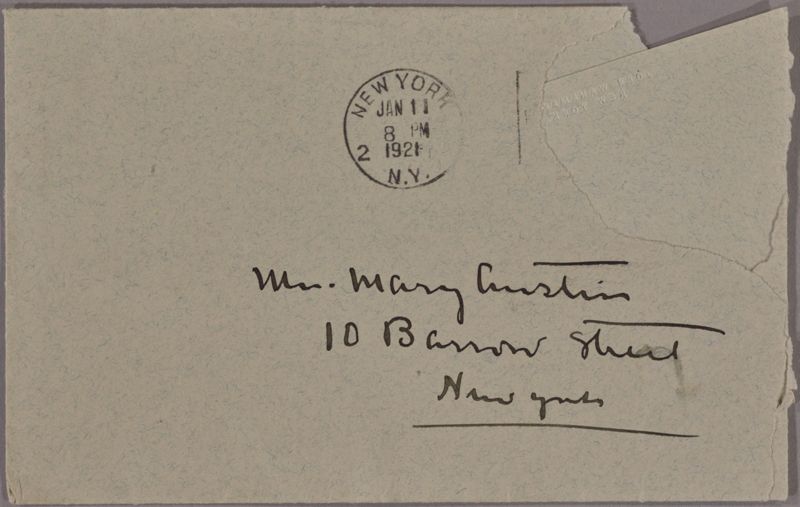 NEW YORK
JAN 11
8 PM
2 1921
N.Y.
Mrs. Mary Austin
10 Barrow Street
New York